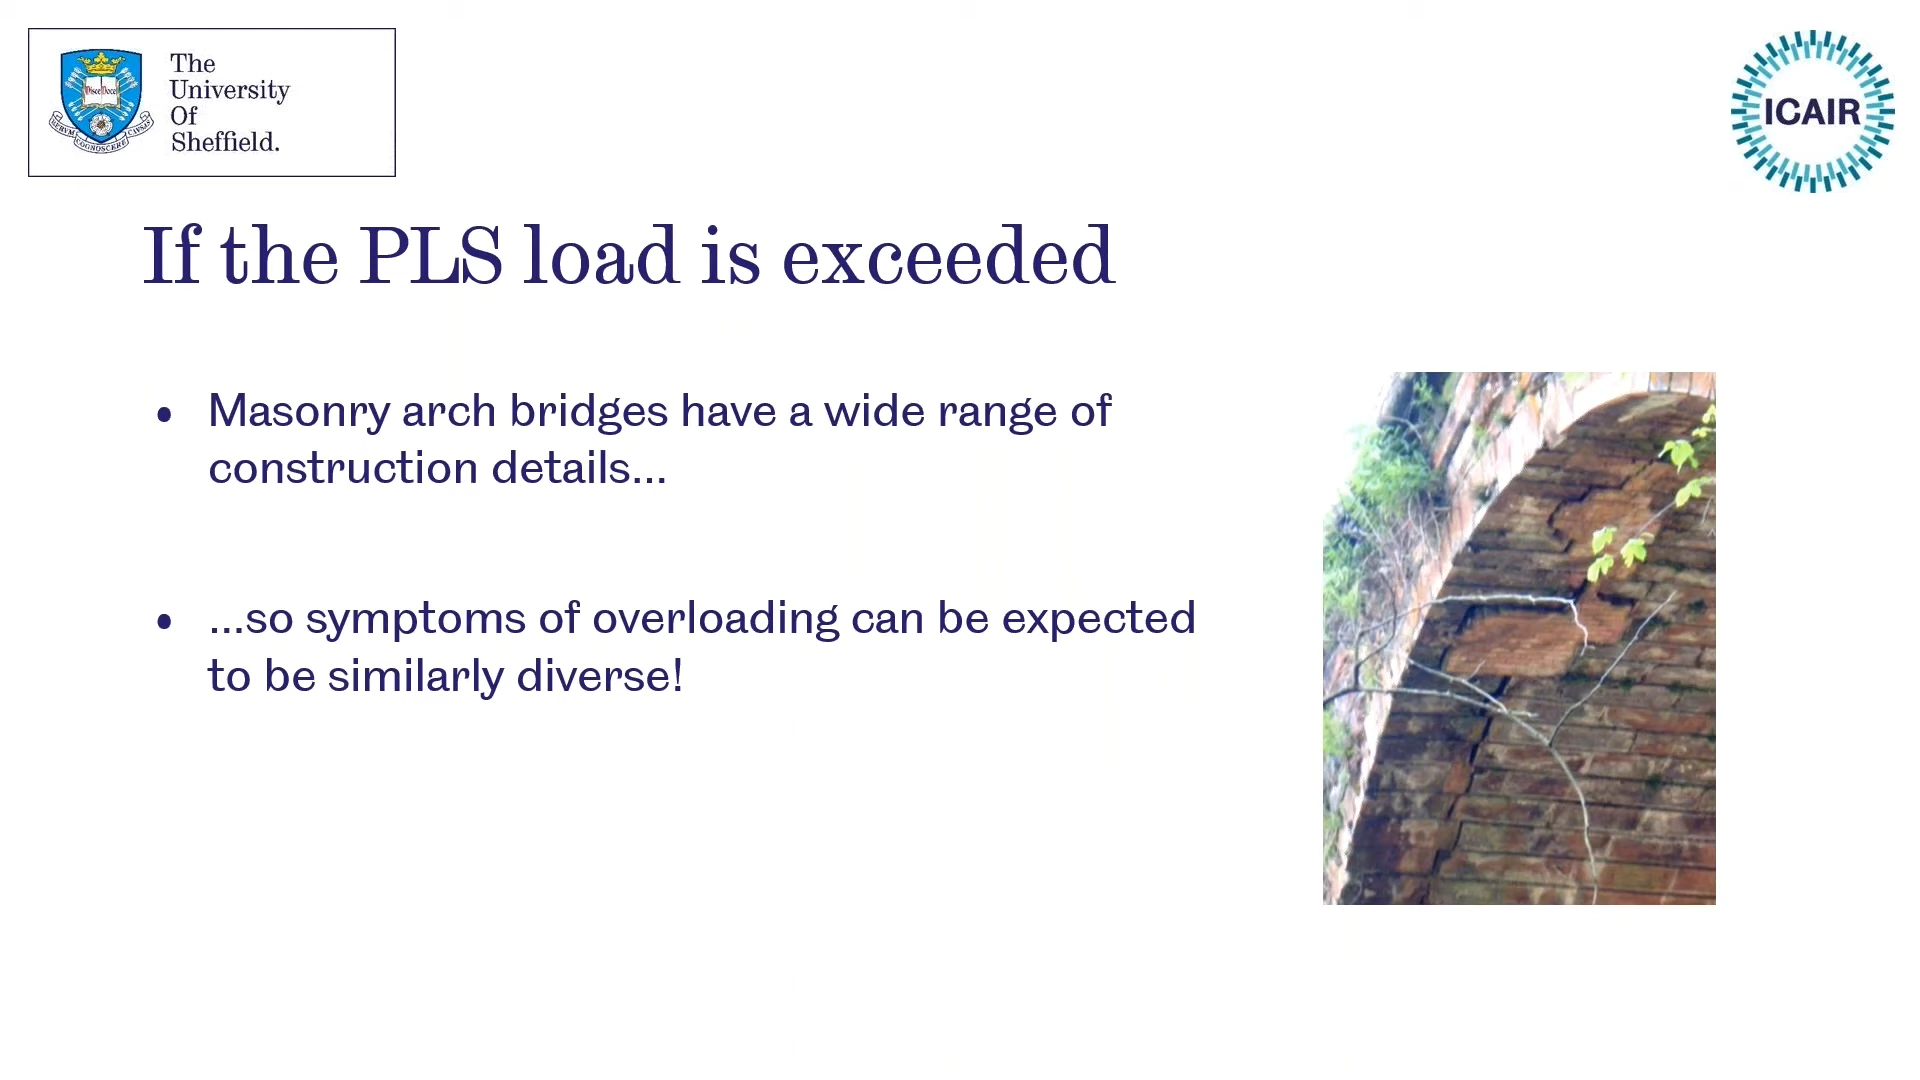 The
University
Of
Sheffield.
ICAIR
If the PLS load is exceeded
• Masonry arch bridges have a wide range of
construction details...
• ...so symptoms of overloading can be expected
to be similarly diverse!